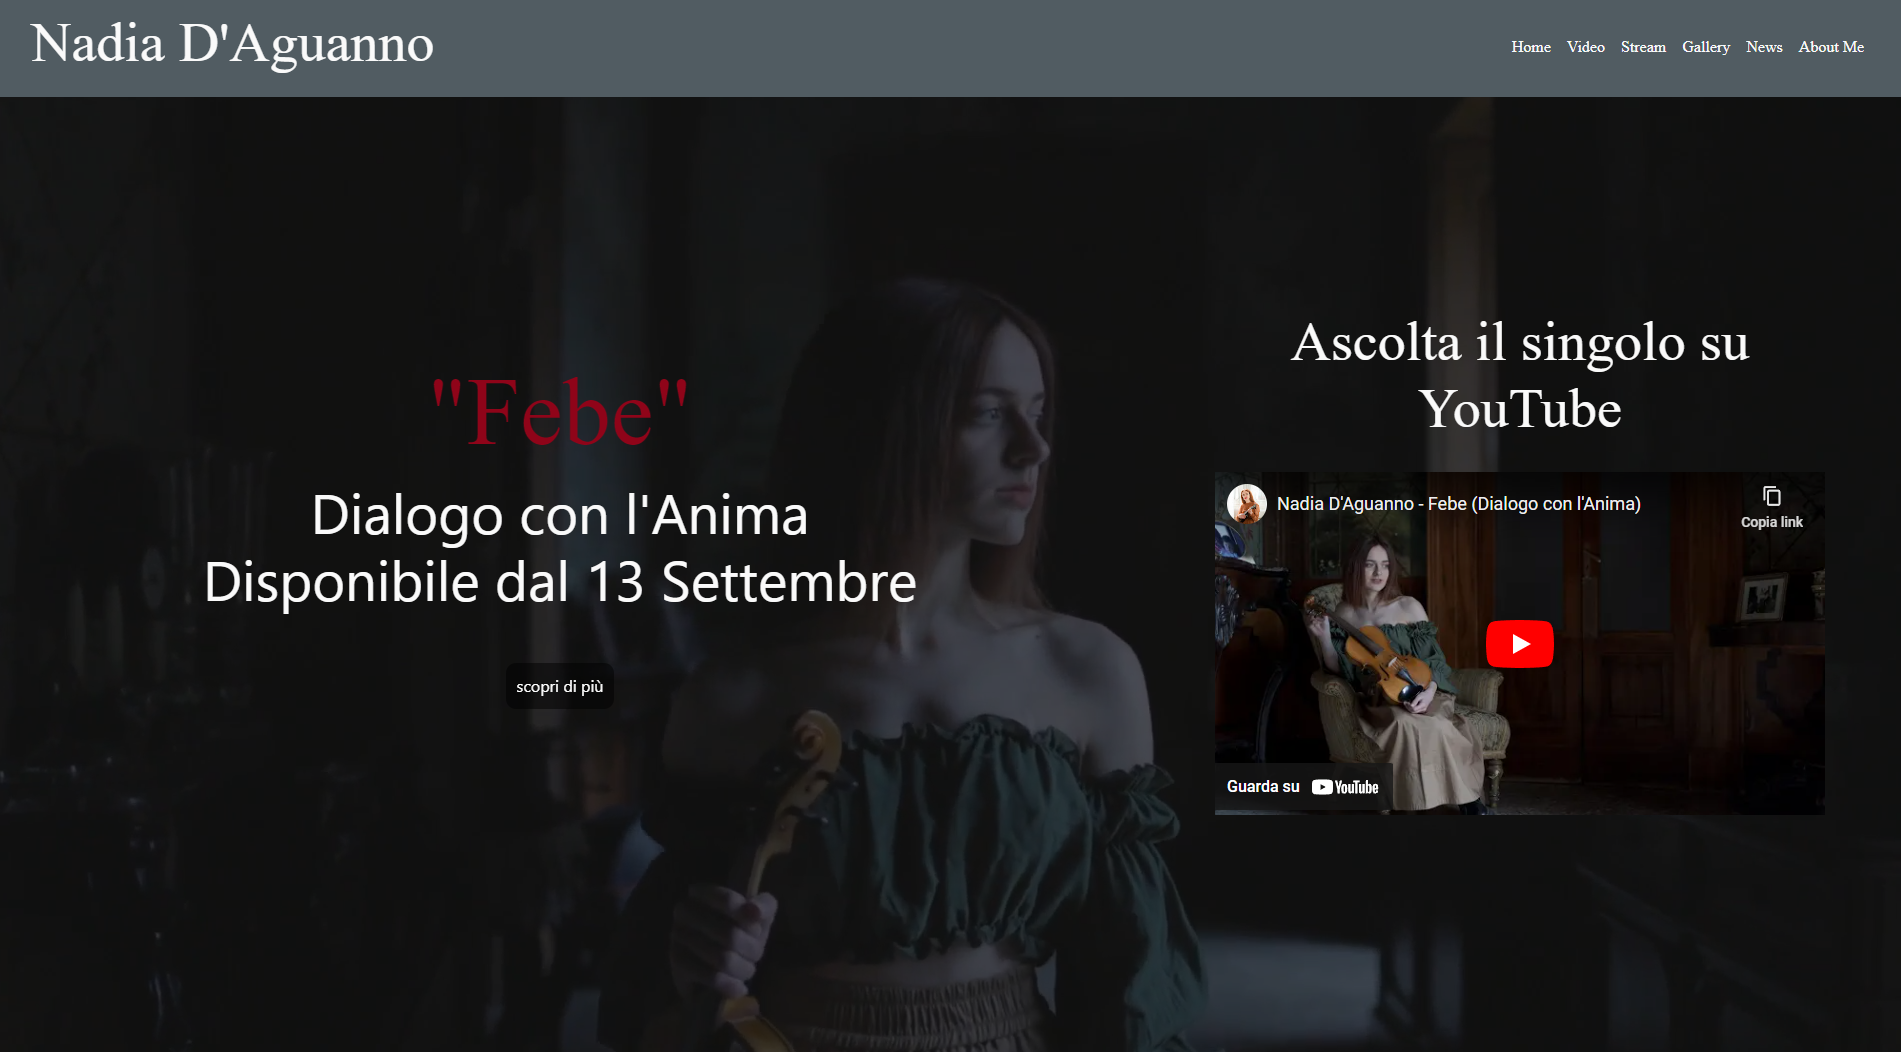 Nadia D'Aguanno
Home Video Stream Gallery News About Me
"Febe"
Dialogo con l'Anima
Disponibile dal 13 Settembre
scopri di più
Ascolta il singolo su
YouTube
Nadia D'Aguanno - Febe (Dialogo con l'Anima)
Copia link
Guarda su YouTube